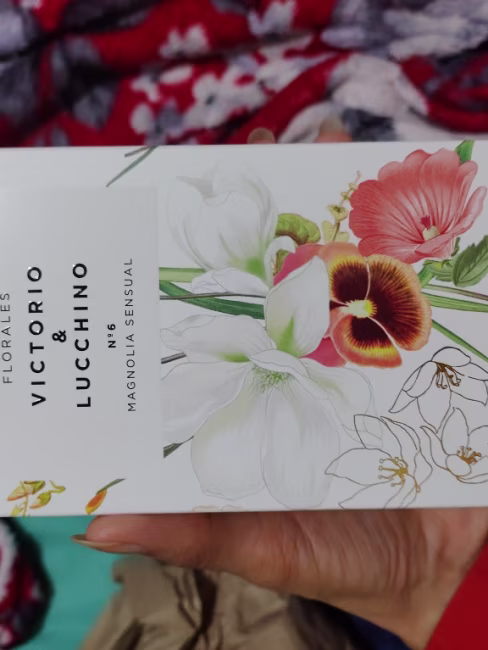 FLORALES
VICTORIO
&
LUCCHINO
Nº6
MAGNOLIA SENSUAL